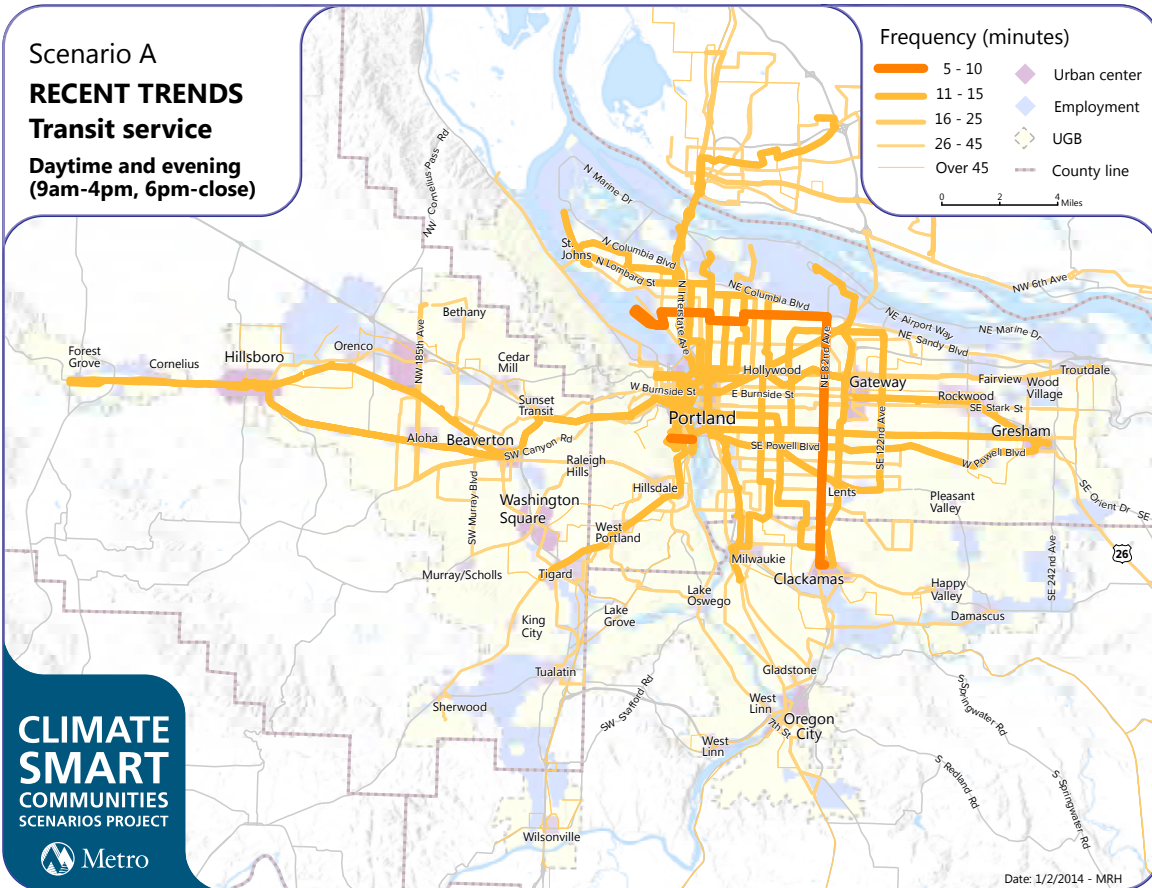 Scenario A
RECENT TRENDS
Transit service
Daytime and evening
(9am-4pm, 6pm-close)
Frequency (minutes)
5 - 10
11 - 15
16 - 25
26 - 45
Over 45
Urban center
Employment
UGB
County line
0 2 4 Miles
NW Cornelius Pass Rd
N Marine Dr
St. Johns
N Columbia Blvd
N Lombard St
N Interstate Ave
NE Columbia Blvd
NW 6th Ave
NE Airport Way
NE Marine Dr
NE Sandy Blvd
NE 82nd Ave
Bethany
NW 185th Ave
Forest Grove
Cornelius
Hillsboro
Orenco
Cedar Mill
Sunset Transit
W Burnside St
Hollywood
E Burnside St
Gateway
Fairview
Wood Village
Troutdale
Rockwood
SE Stark St
Portland
Gresham
Aloha
Beaverton
SW Canyon Rd
SE Powell Blvd
SE 122nd Ave
W Powell Blvd
Raleigh Hills
SW Murray Blvd
Hillsdale
Lents
Pleasant Valley
SE Orient Dr
SE
Washington Square
West Portland
26
Milwaukie
Murray/Scholls
Tigard
Clackamas
Happy Valley
SE 242nd Ave
Lake Oswego
Lake Grove
Damascus
King City
Tualatin
Gladstone
SW Stafford Rd
S Springwater Rd
Sherwood
West Linn
7th St
Oregon City
West Linn
S Redland Rd
S Springwater Rd
Wilsonville
CLIMATE
SMART
COMMUNITIES
SCENARIOS PROJECT
Metro
Date: 1/2/2014 - MRH